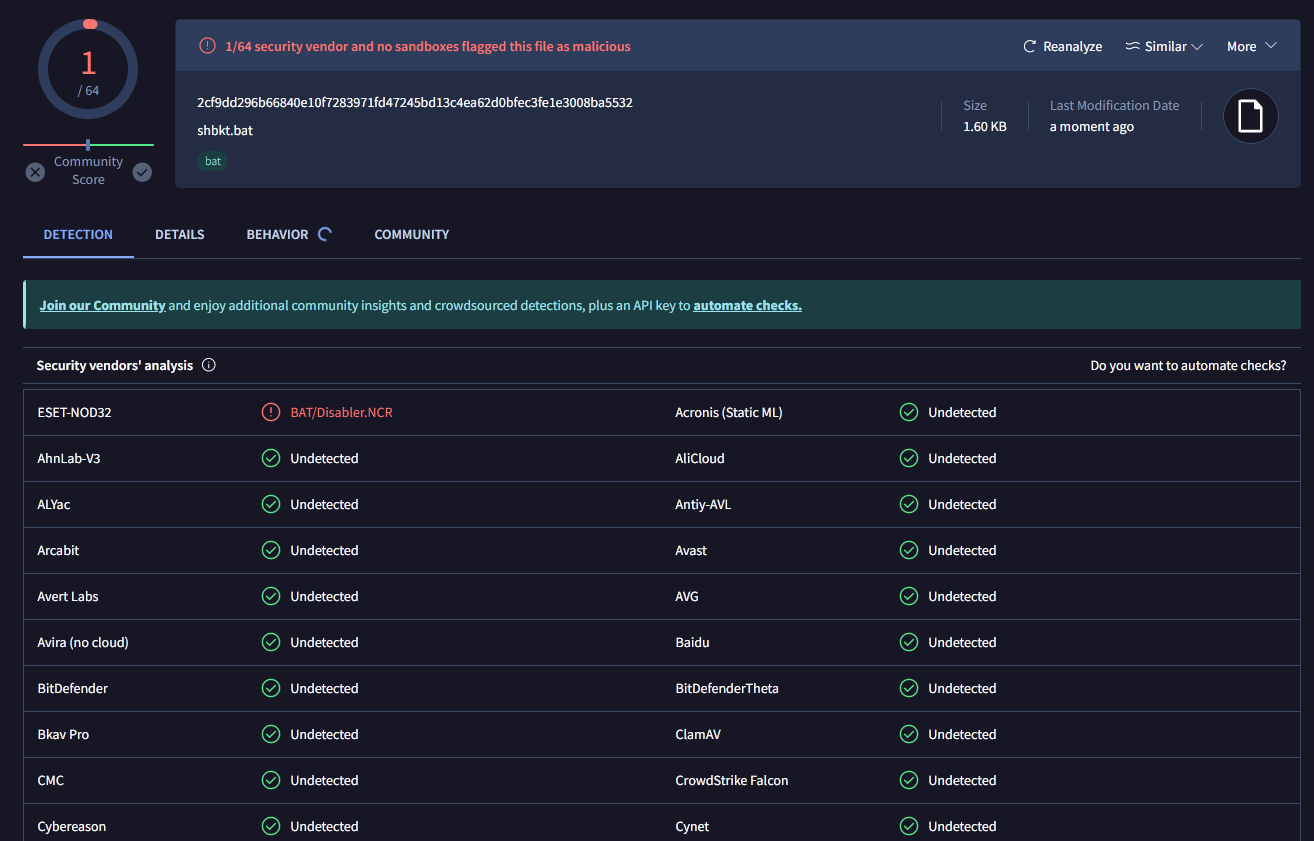 1
/ 64
Community
Score
1/64 security vendor and no sandboxes flagged this file as malicious
Reanalyze
Similar
More
2cf9dd296b66840e10f7283971fd47245bd13c4ea62d0bfec3fe1e3008ba5532
shbkt.bat
bat
Size
1.60 KB
Last Modification Date
a moment ago
DETECTION
DETAILS
BEHAVIOR
COMMUNITY
Join our Community and enjoy additional community insights and crowdsourced detections, plus an API key to automate checks.
Security vendors' analysis
Do you want to automate checks?
ESET-NOD32 BAT/Disabler.NCR Acronis (Static ML) Undetected
AhnLab-V3 Undetected AliCloud Undetected
ALYac Undetected Antiy-AVL Undetected
Arcabit Undetected Avast Undetected
Avert Labs Undetected AVG Undetected
Avira (no cloud) Undetected Baidu Undetected
BitDefender Undetected BitDefenderTheta Undetected
Bkav Pro Undetected ClamAV Undetected
CMC Undetected CrowdStrike Falcon Undetected
Cybereason Undetected Cynet Undetected